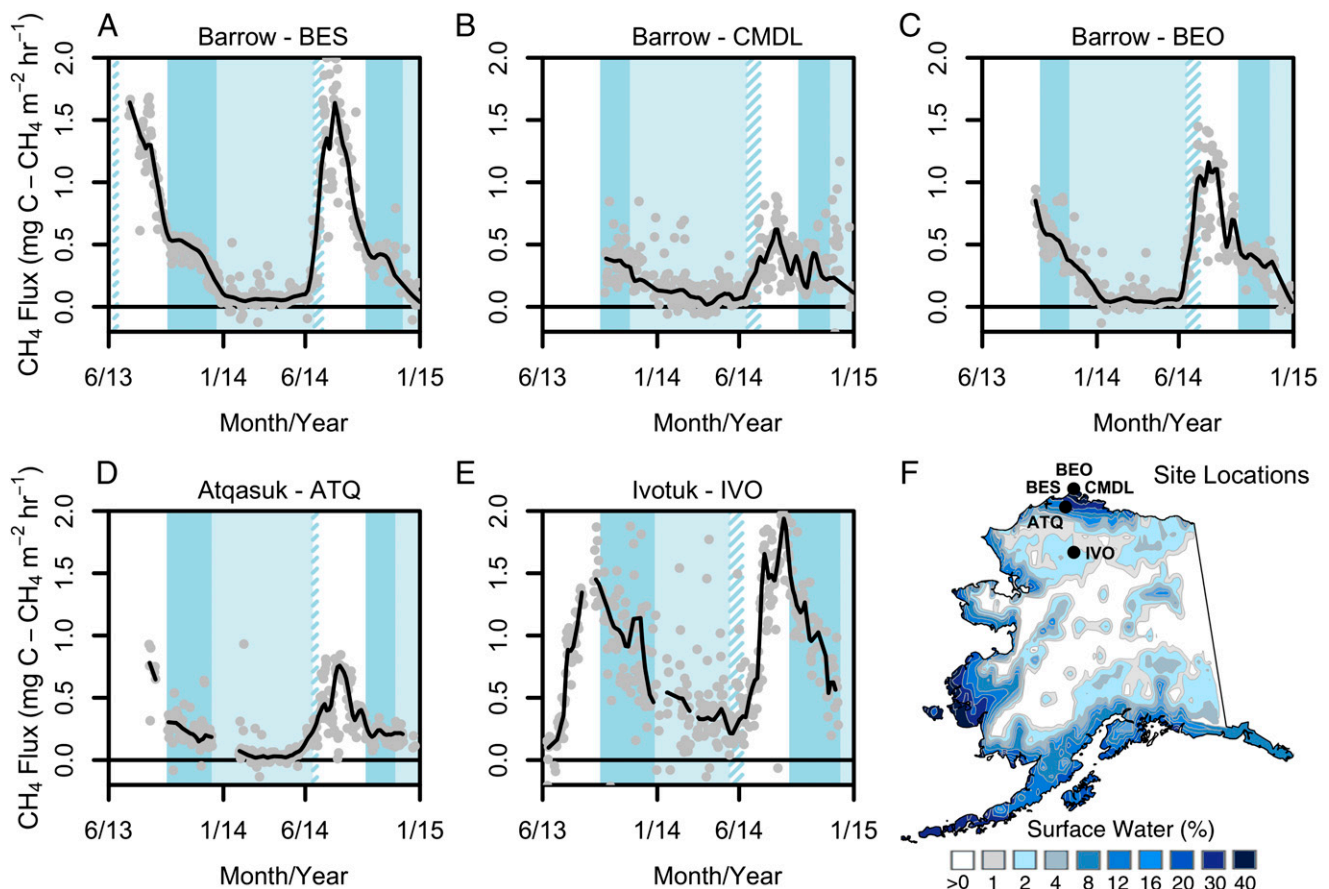 A
Barrow - BES
B
Barrow - CMDL
C
Barrow - BEO
CH4 Flux (mg C – CH4 m−2 hr−1)
2.0
1.5
1.0
0.5
0.0
2.0
1.5
1.0
0.5
0.0
2.0
1.5
1.0
0.5
0.0
6/13 1/14 6/14 1/15
6/13 1/14 6/14 1/15
6/13 1/14 6/14 1/15
Month/Year
Month/Year
Month/Year
D
Atqasuk - ATQ
E
Ivotuk - IVO
F
Site Locations
CH4 Flux (mg C – CH4 m−2 hr−1)
2.0
1.5
1.0
0.5
0.0
2.0
1.5
1.0
0.5
0.0
6/13 1/14 6/14 1/15
6/13 1/14 6/14 1/15
Month/Year
Month/Year
BEO
BES CMDL
ATQ
IVO
Surface Water (%)
>0 1 2 4 8 12 16 20 30 40